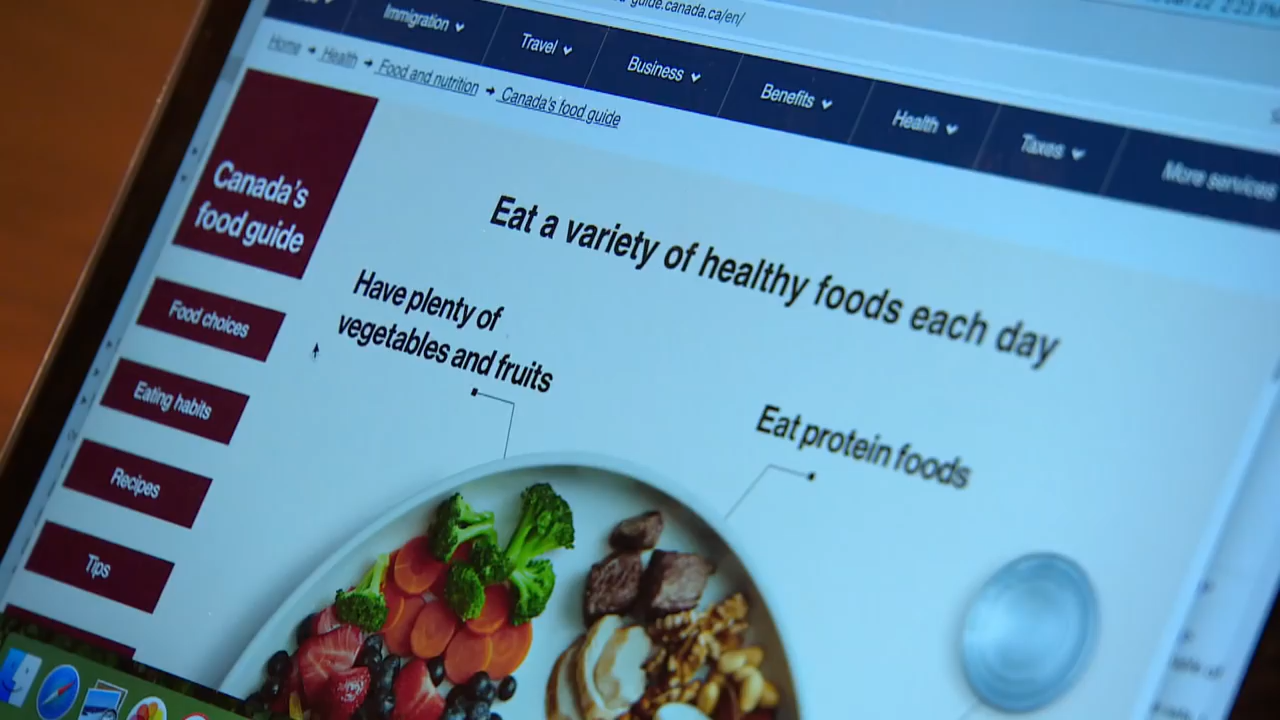 guide.canada.ca/en/
Immigration
Travel
Business
Benefits
Health
Taxes
More services
Home → Health → Food and nutrition → Canada's food guide
Canada's
food guide
Food choices
Eating habits
Recipes
Tips
Eat a variety of healthy foods each day
Have plenty of
vegetables and fruits
Eat protein foods